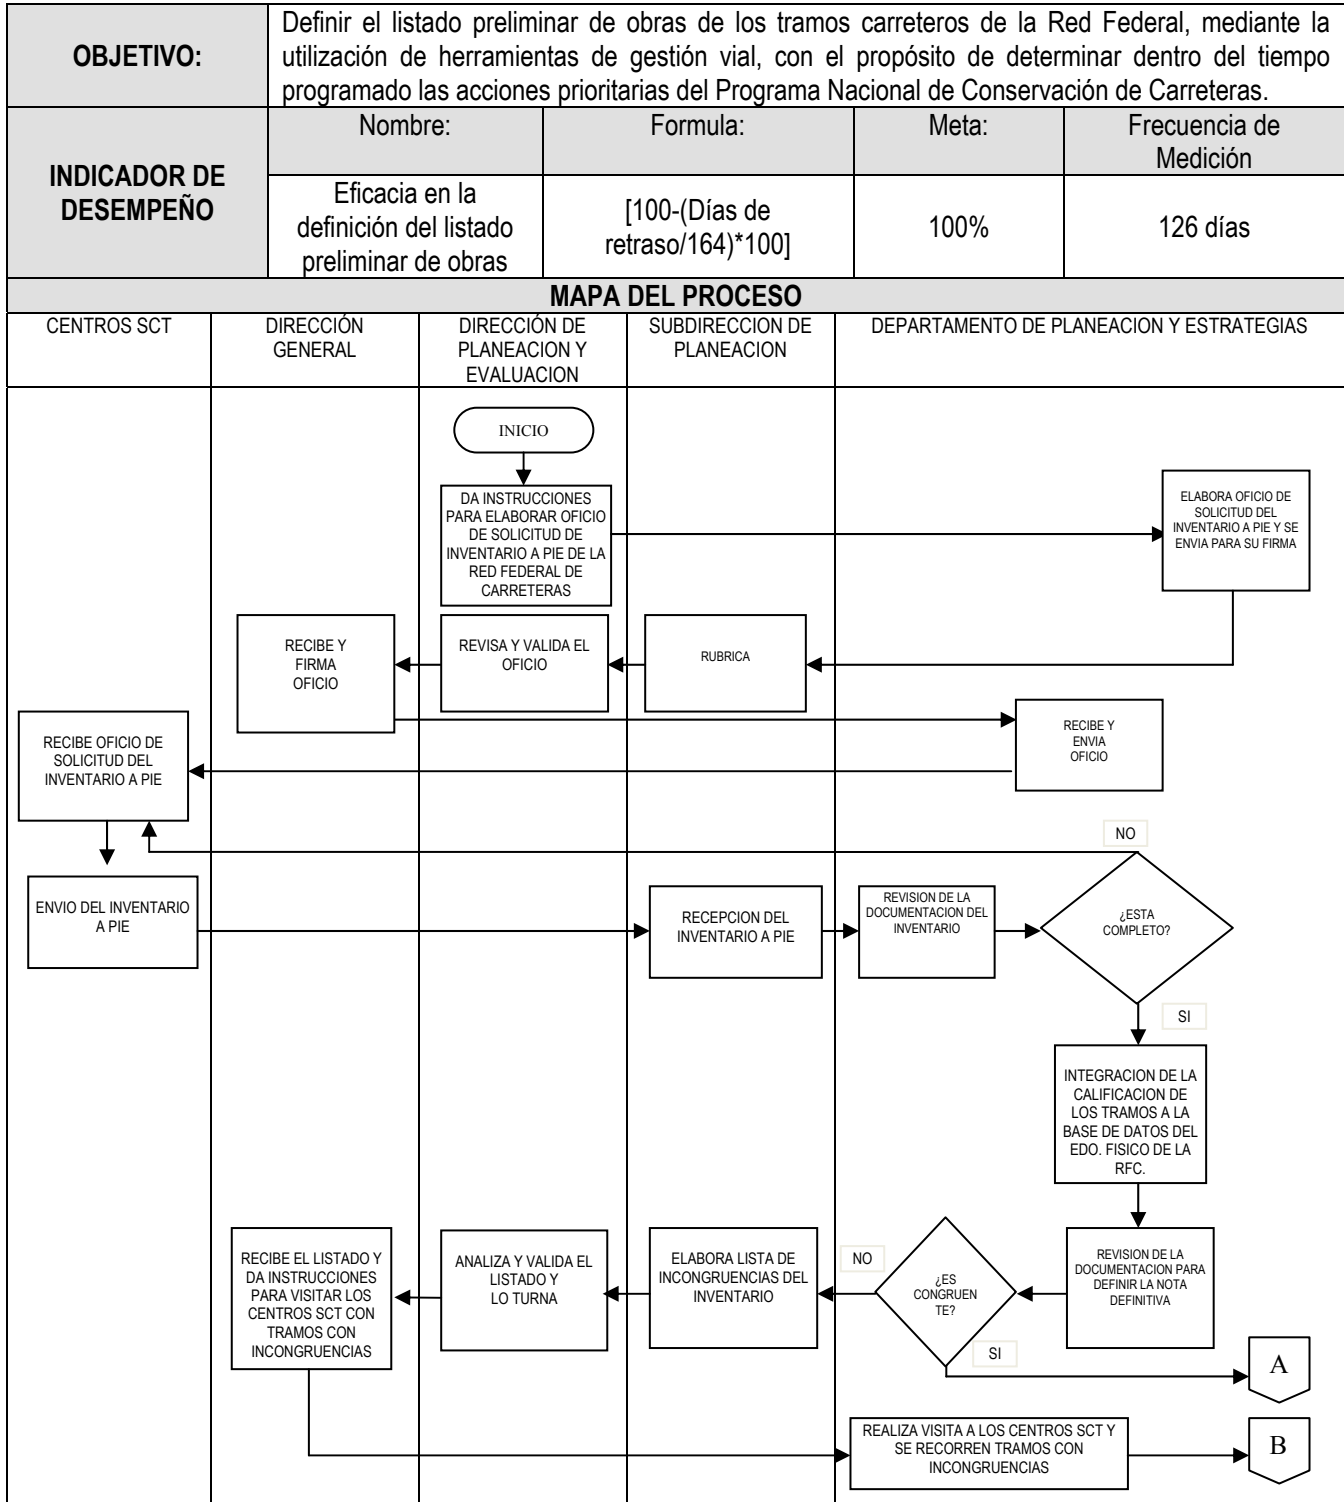 OBJETIVO:
Definir el listado preliminar de obras de los tramos carreteros de la Red Federal, mediante la
utilización de herramientas de gestión vial, con el propósito de determinar dentro del tiempo
programado las acciones prioritarias del Programa Nacional de Conservación de Carreteras.
INDICADOR DE
DESEMPEÑO
Nombre:
Formula:
Meta:
Frecuencia de
Medición
Eficacia en la
definición del listado
preliminar de obras
[100-(Días de
retraso/164)*100]
100%
126 días
MAPA DEL PROCESO
CENTROS SCT
DIRECCIÓN
GENERAL
DIRECCIÓN DE
PLANEACION Y
EVALUACION
SUBDIRECCION DE
PLANEACION
DEPARTAMENTO DE PLANEACION Y ESTRATEGIAS
INICIO
DA INSTRUCCIONES
PARA ELABORAR OFICIO
DE SOLICITUD DE
INVENTARIO A PIE DE LA
RED FEDERAL DE
CARRETERAS
ELABORA OFICIO DE
SOLICITUD DEL
INVENTARIO A PIE Y SE
ENVIA PARA SU FIRMA
RECIBE Y
FIRMA
OFICIO
REVISA Y VALIDA EL
OFICIO
RUBRICA
RECIBE OFICIO DE
SOLICITUD DEL
INVENTARIO A PIE
RECIBE Y
ENVIA
OFICIO
NO
ENVIO DEL INVENTARIO
A PIE
RECEPCION DEL
INVENTARIO A PIE
REVISION DE LA
DOCUMENTACION DEL
INVENTARIO
¿ESTA
COMPLETO?
SI
INTEGRACION DE LA
CALIFICACION DE
LOS TRAMOS A LA
BASE DE DATOS DEL
EDO. FISICO DE LA
RFC.
RECIBE EL LISTADO Y
DA INSTRUCCIONES
PARA VISITAR LOS
CENTROS SCT CON
TRAMOS CON
INCONGRUENCIAS
ANALIZA Y VALIDA EL
LISTADO Y
LO TURNA
ELABORA LISTA DE
INCONGRUENCIAS DEL
INVENTARIO
NO
¿ES
CONGRUEN
TE?
REVISION DE LA
DOCUMENTACION PARA
DEFINIR LA NOTA
DEFINITIVA
SI
A
REALIZA VISITA A LOS CENTROS SCT Y
SE RECORREN TRAMOS CON
INCONGRUENCIAS
B